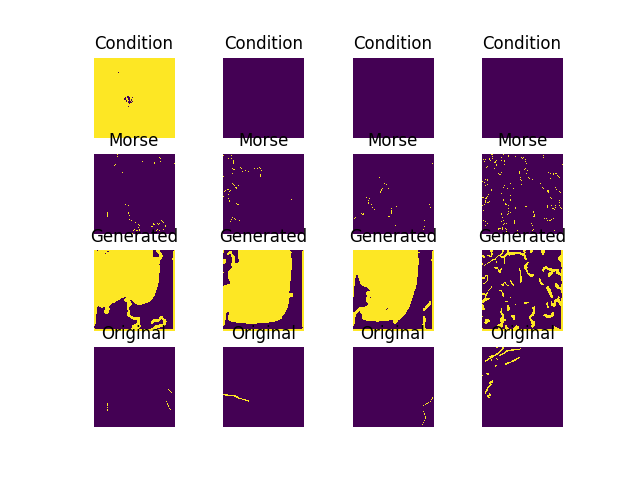 Condition Condition Condition Condition
Morse Morse Morse Morse
Generated Generated Generated Generated
Original Original Original Original